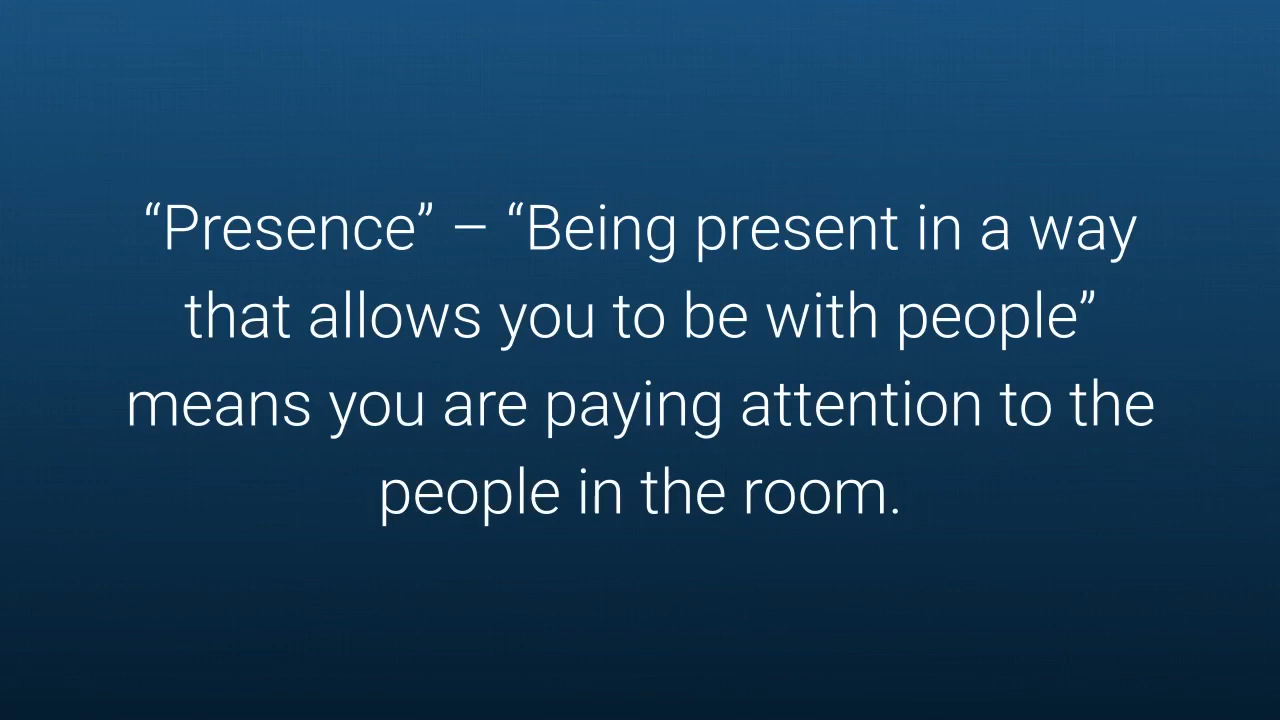 “Presence” – “Being present in a way
that allows you to be with people”
means you are paying attention to the
people in the room.